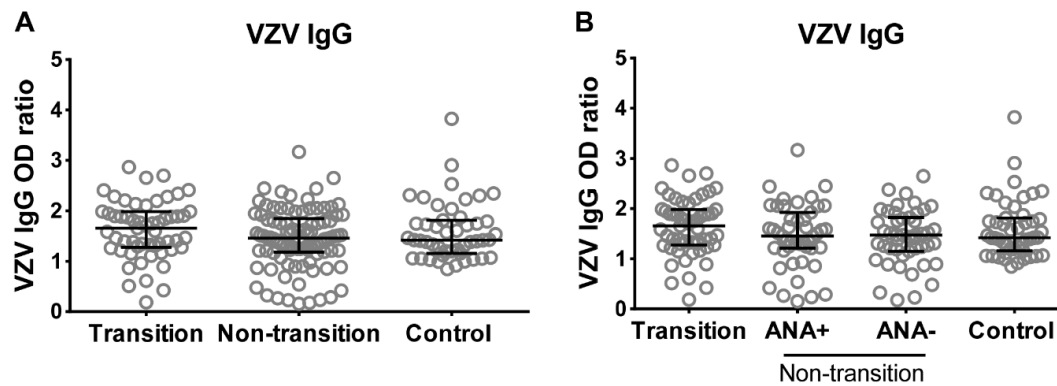 A
VZV IgG
VZV IgG OD ratio
5
4
3
2
1
0
Transition Non-transition Control
B
VZV IgG
VZV IgG OD ratio
5
4
3
2
1
0
Transition ANA+ ANA- Control
Non-transition